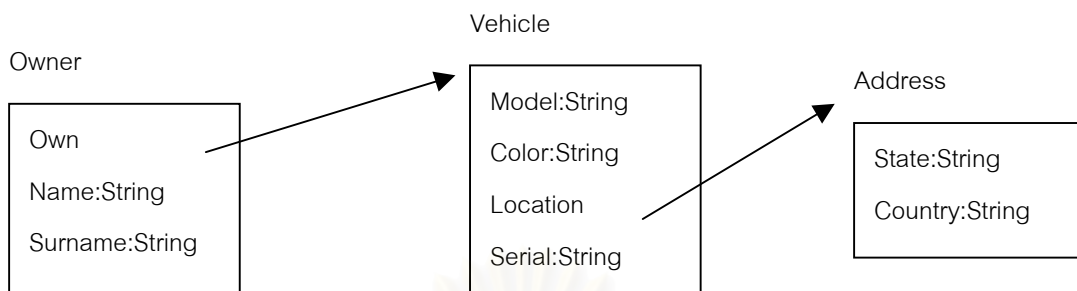 Owner
Own
Name:String
Surname:String
Vehicle
Model:String
Color:String
Location
Serial:String
Address
State:String
Country:String